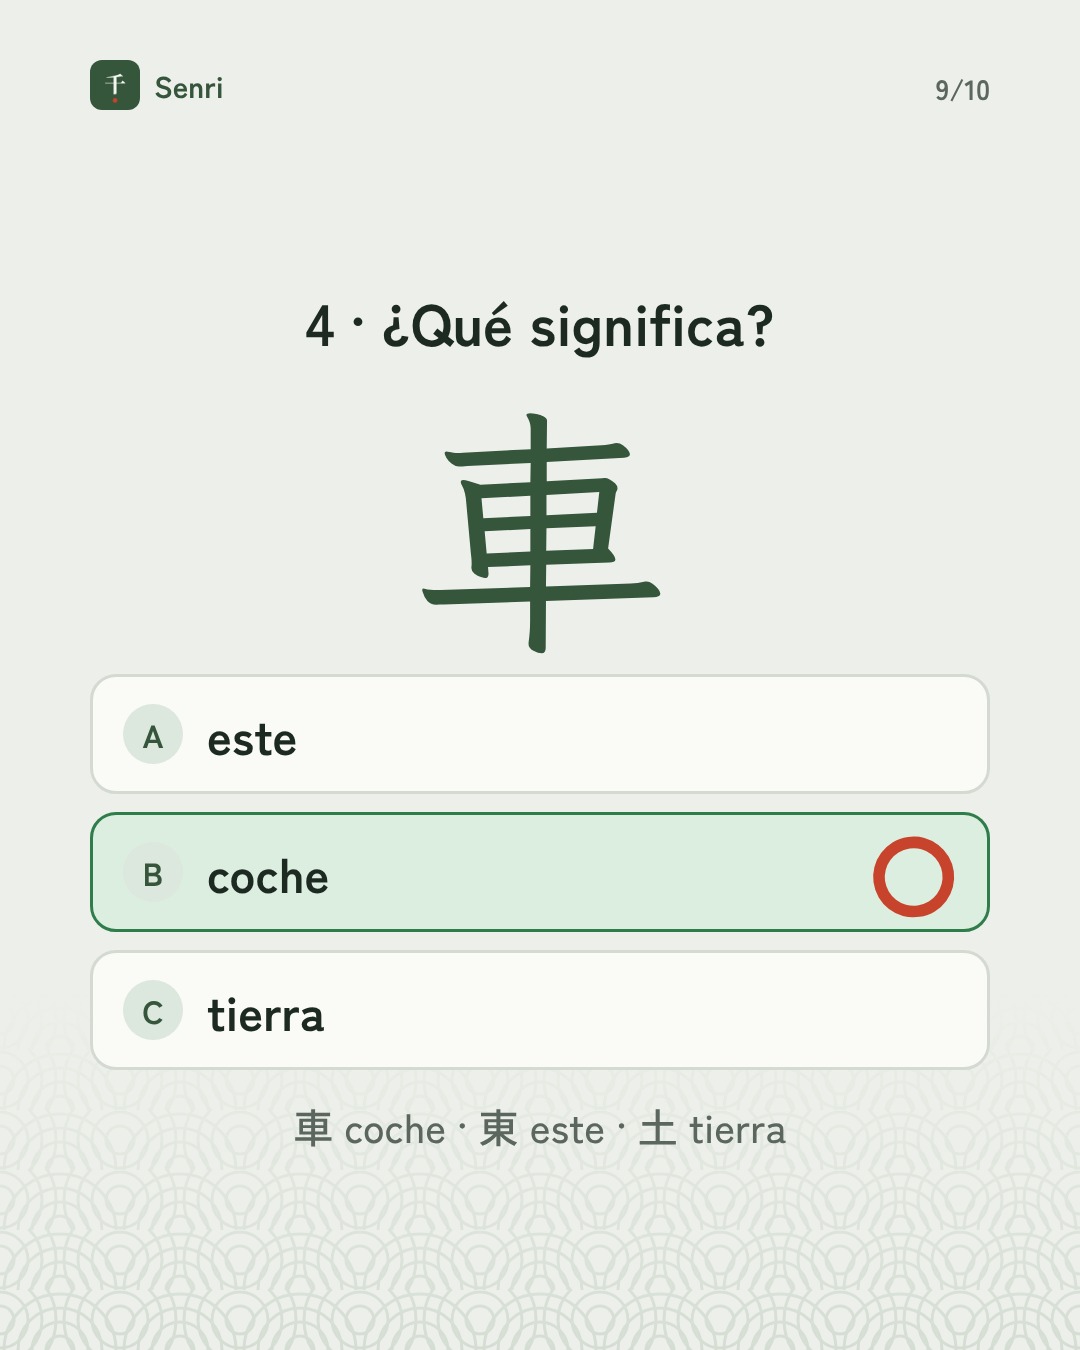 千 Senri
9/10
4 · ¿Qué significa?
車
A este
B coche
C tierra
車 coche · 東 este · 土 tierra